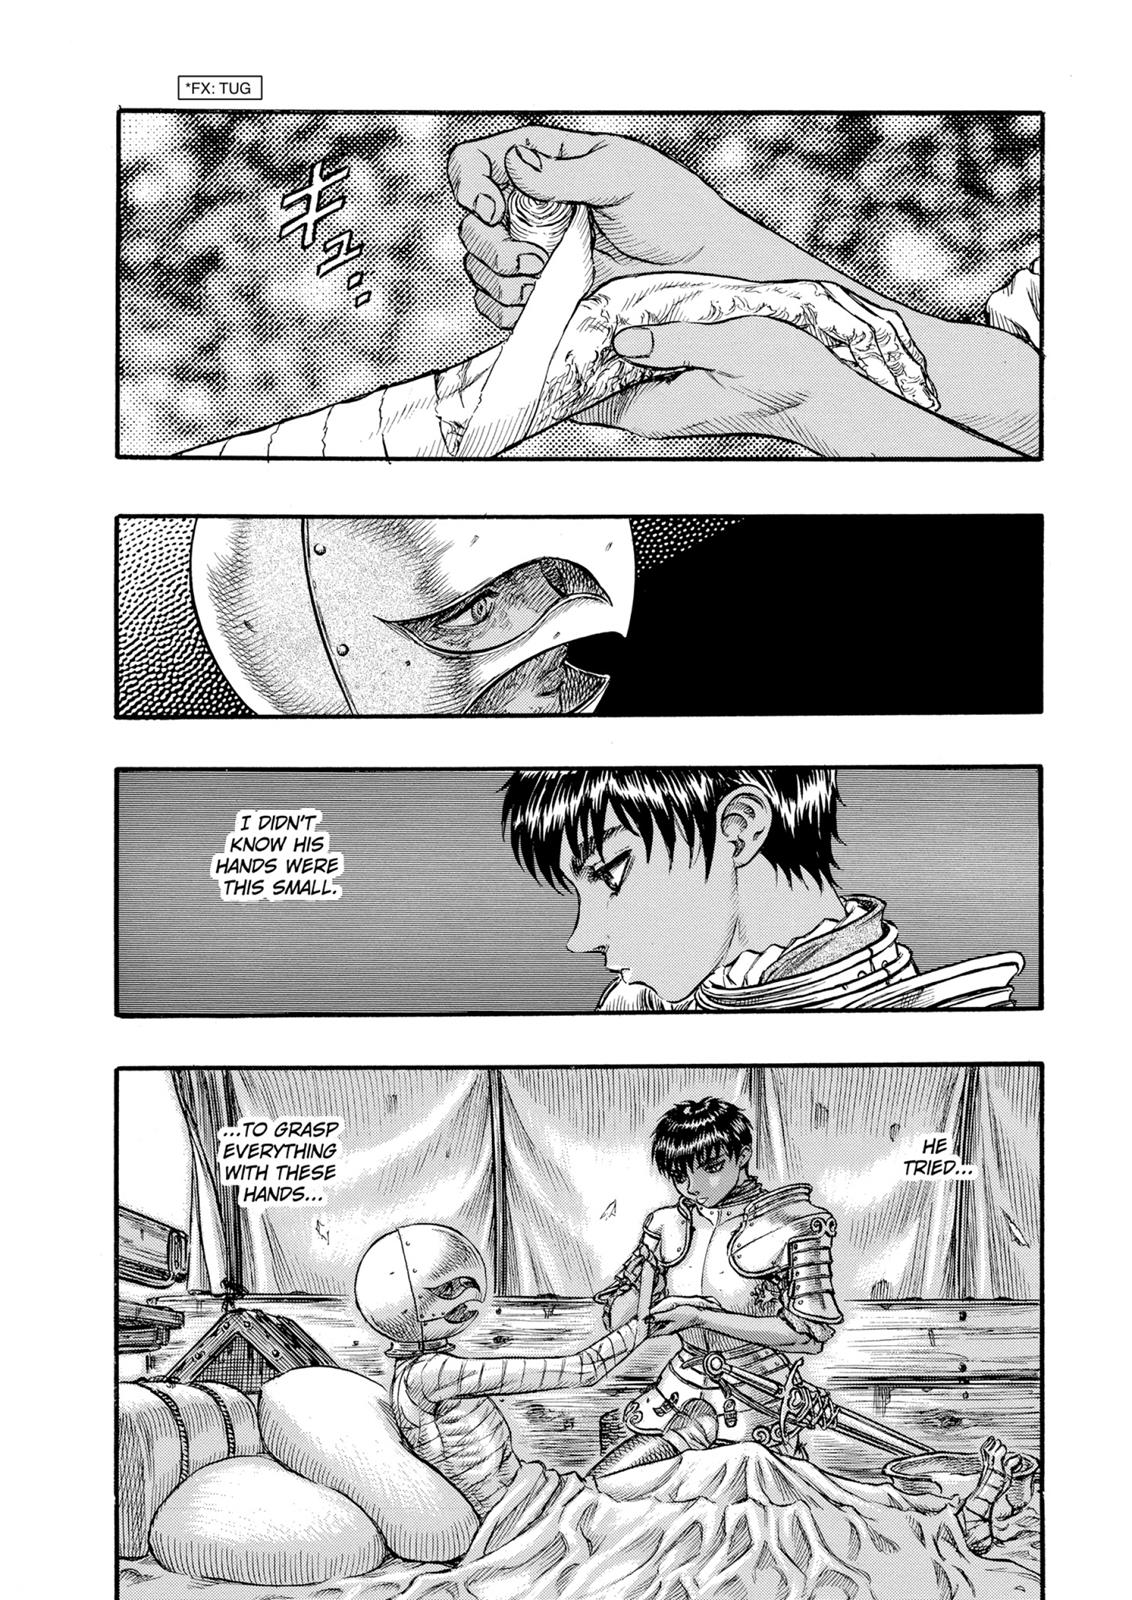 *FX: TUG
ギュ‥
I DIDN'T
KNOW HIS
HANDS WERE
THIS SMALL.
HE
TRIED...
...TO GRASP
EVERYTHING
WITH THESE
HANDS...